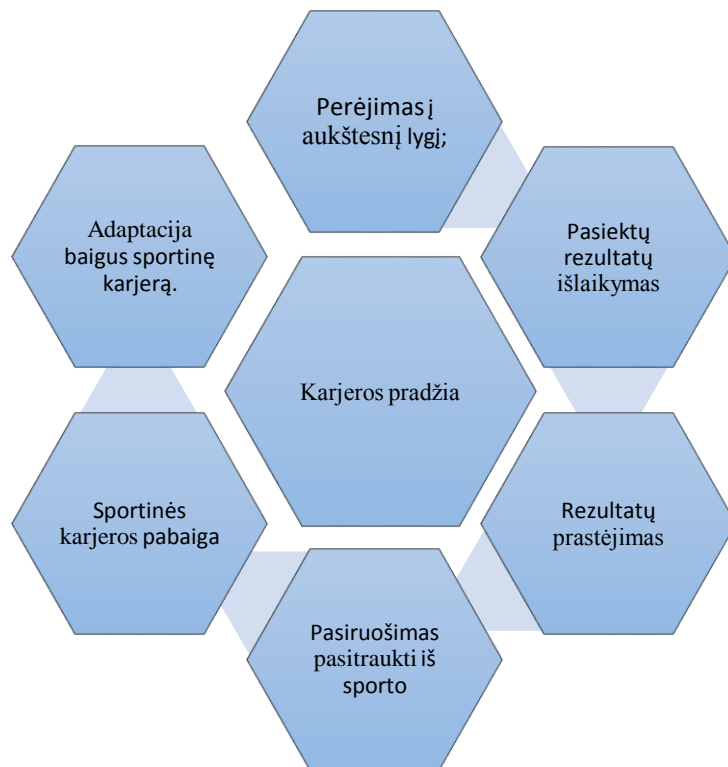 Perėjimas į
aukštesnį lygį;
Pasiektų
rezultatų
išlaikymas
Rezultatų
prastėjimas
Pasiruošimas
pasitraukti iš
sporto
Sportinės
karjeros pabaiga
Adaptacija
baigus sportinę
karjerą.
Karjeros pradžia